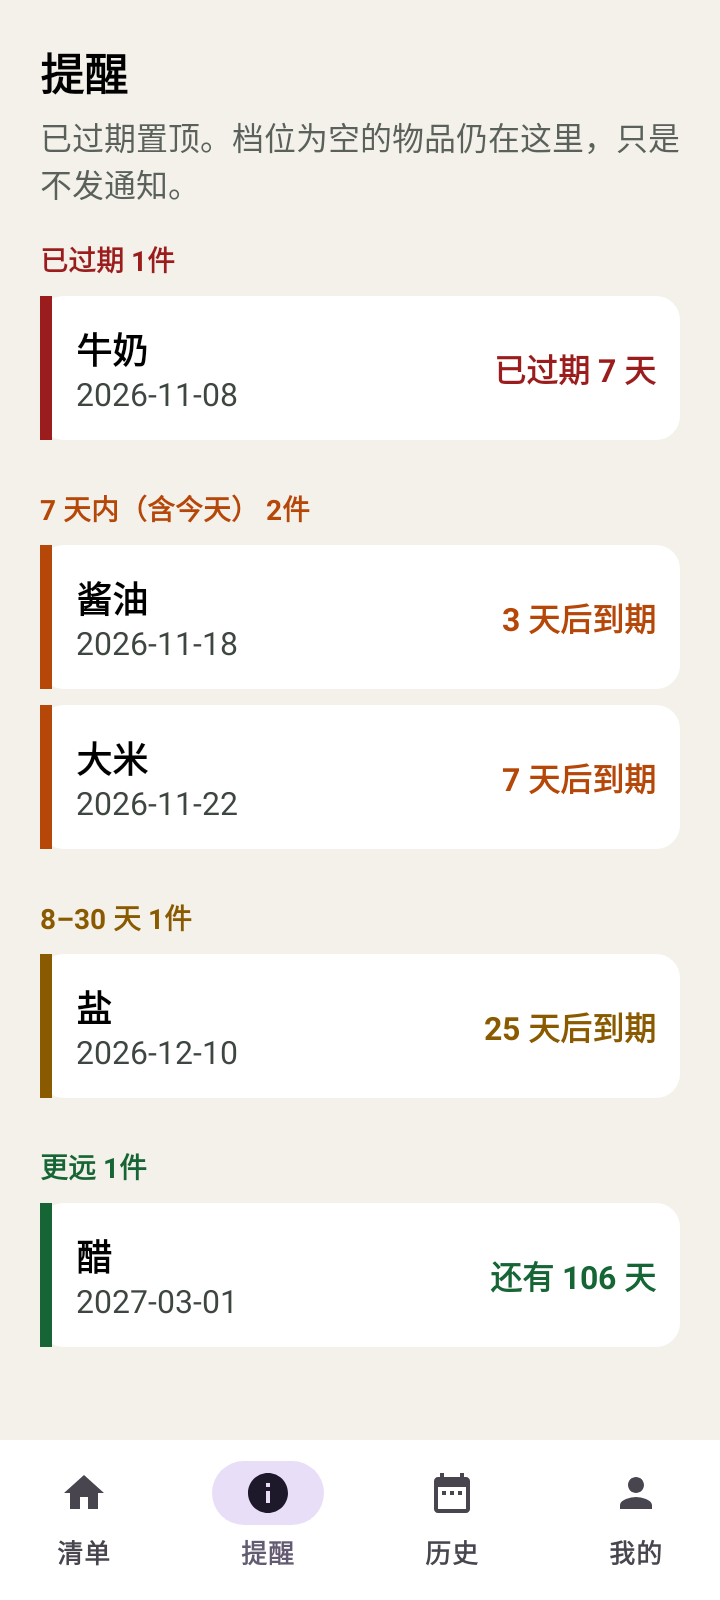 提醒
已过期置顶。档位为空的物品仍在这里，只是
不发通知。
已过期 1件
牛奶
2026-11-08
已过期 7 天
7 天内（含今天） 2件
酱油
2026-11-18
3 天后到期
大米
2026-11-22
7 天后到期
8–30 天 1件
盐
2026-12-10
25 天后到期
更远 1件
醋
2027-03-01
还有 106 天
清单
提醒
历史
我的